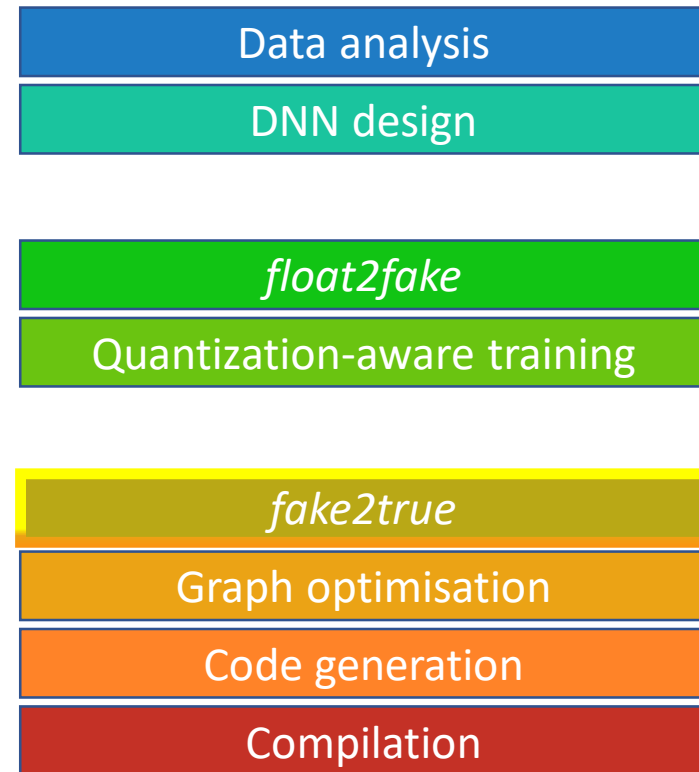 Data analysis
DNN design
float2fake
Quantization-aware training
fake2true
Graph optimisation
Code generation
Compilation